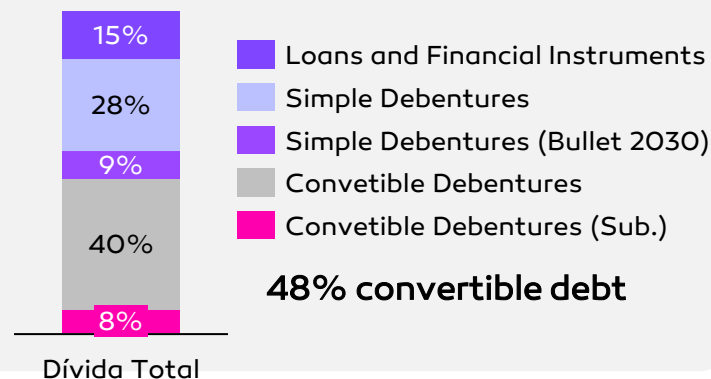 15%
28%
9%
40%
8%
Dívida Total
Loans and Financial Instruments
Simple Debentures
Simple Debentures (Bullet 2030)
Convetible Debentures
Convetible Debentures (Sub.)
48% convertible debt